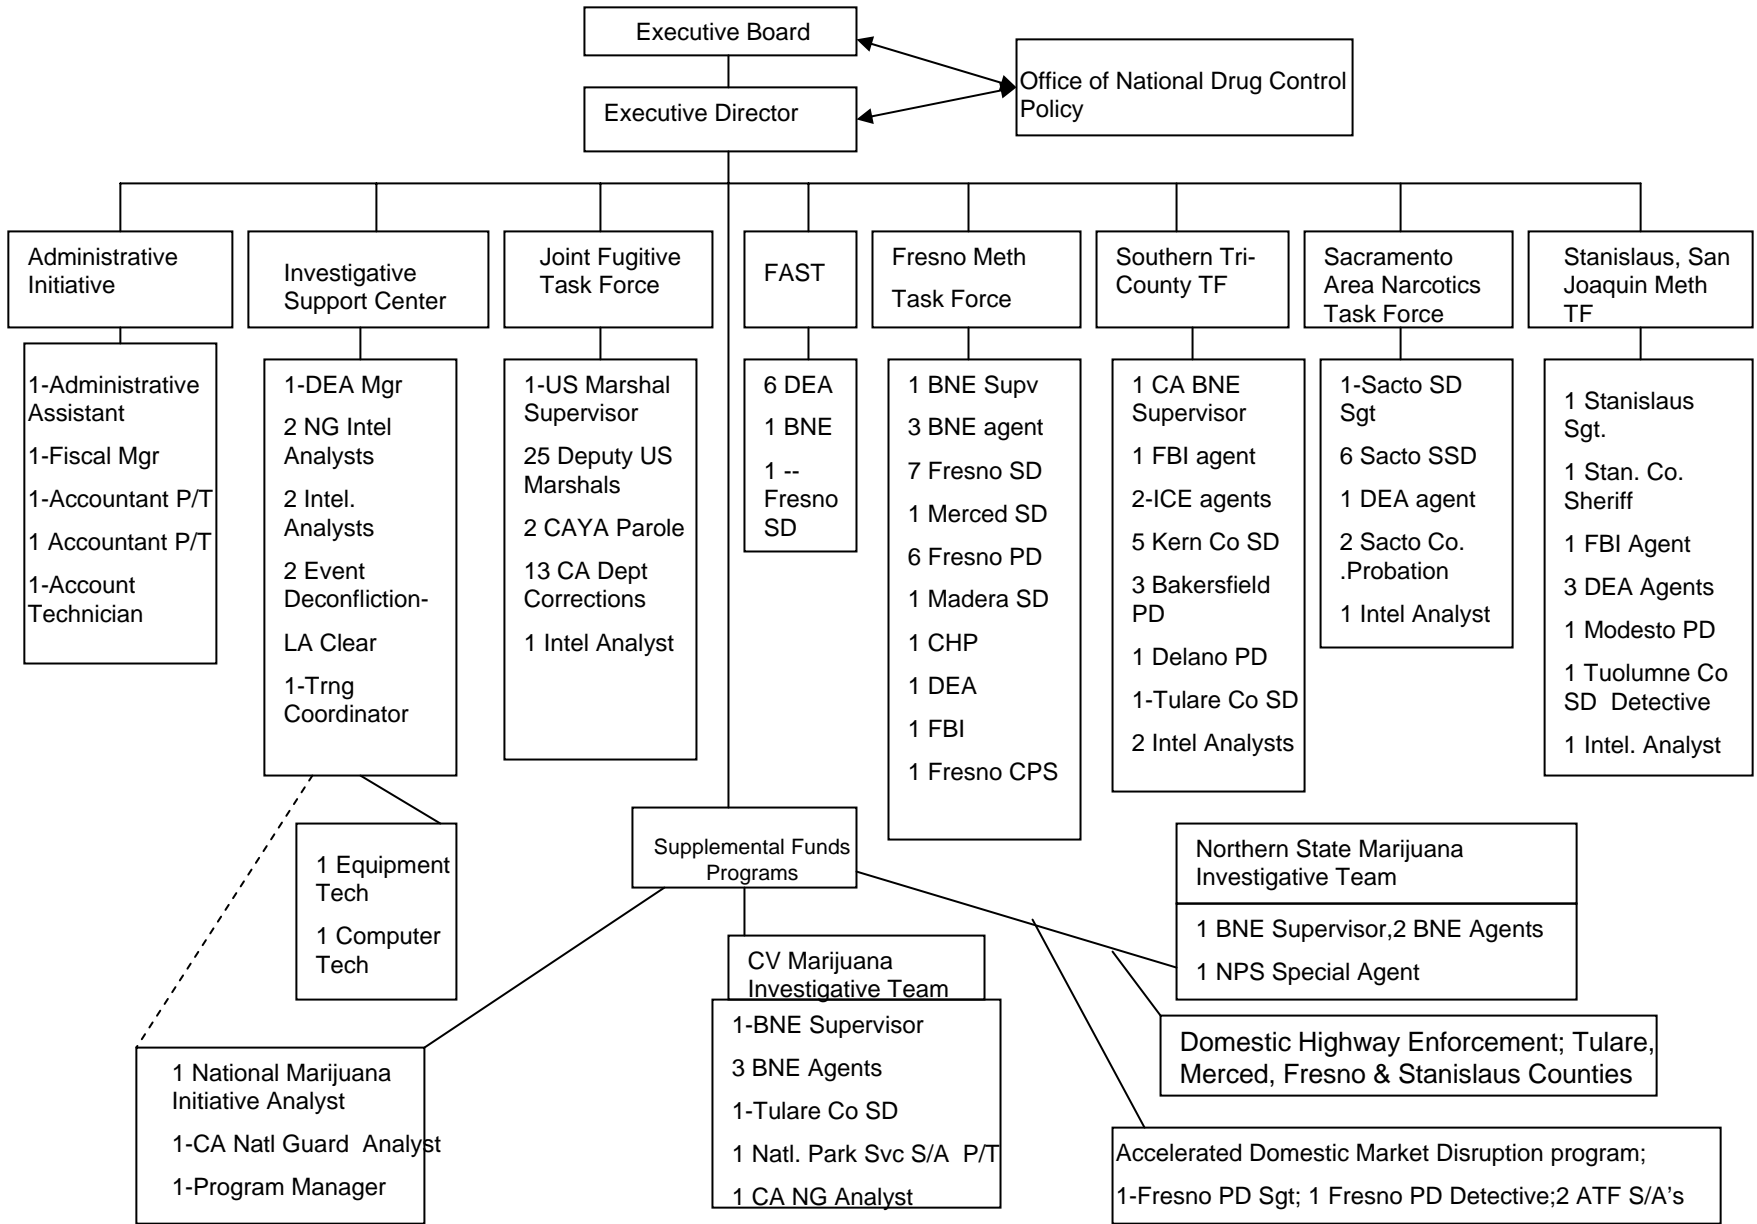 Executive Board
Office of National Drug Control
Policy
Executive Director
Administrative
Initiative
Investigative
Support Center
Joint Fugitive
Task Force
FAST
Fresno Meth
Task Force
Southern Tri-
County TF
Sacramento
Area Narcotics
Task Force
Stanislaus, San
Joaquin Meth
TF
1-Administrative
Assistant
1-Fiscal Mgr
1-Accountant P/T
1 Accountant P/T
1-Account
Technician
1-DEA Mgr
2 NG Intel
Analysts
2 Intel.
Analysts
2 Event
Deconfliction-
LA Clear
1-Trng
Coordinator
1-US Marshal
Supervisor
25 Deputy US
Marshals
2 CAYA Parole
13 CA Dept
Corrections
1 Intel Analyst
6 DEA
1 BNE
1 --
Fresno
SD
1 BNE Supv
3 BNE agent
7 Fresno SD
1 Merced SD
6 Fresno PD
1 Madera SD
1 CHP
1 DEA
1 FBI
1 Fresno CPS
1 CA BNE
Supervisor
1 FBI agent
2-ICE agents
5 Kern Co SD
3 Bakersfield
PD
1 Delano PD
1-Tulare Co SD
2 Intel Analysts
1-Sacto SD
Sgt
6 Sacto SSD
1 DEA agent
2 Sacto Co.
.Probation
1 Intel Analyst
1 Stanislaus
Sgt.
1 Stan. Co.
Sheriff
1 FBI Agent
3 DEA Agents
1 Modesto PD
1 Tuolumne Co
SD  Detective
1 Intel. Analyst
1 Equipment
Tech
1 Computer
Tech
Supplemental Funds
Programs
Northern State Marijuana
Investigative Team
1 BNE Supervisor,2 BNE Agents
1 NPS Special Agent
CV Marijuana
Investigative Team
1-BNE Supervisor
3 BNE Agents
1-Tulare Co SD
1 Natl. Park Svc S/A  P/T
1 CA NG Analyst
Domestic Highway Enforcement; Tulare,
Merced, Fresno & Stanislaus Counties
1 National Marijuana
Initiative Analyst
1-CA Natl Guard  Analyst
1-Program Manager
Accelerated Domestic Market Disruption program;
1-Fresno PD Sgt; 1 Fresno PD Detective;2 ATF S/A's